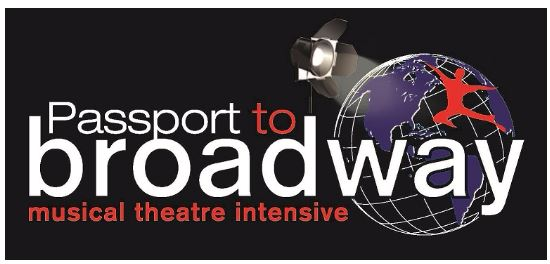 Passport to
broadway
musical theatre intensive